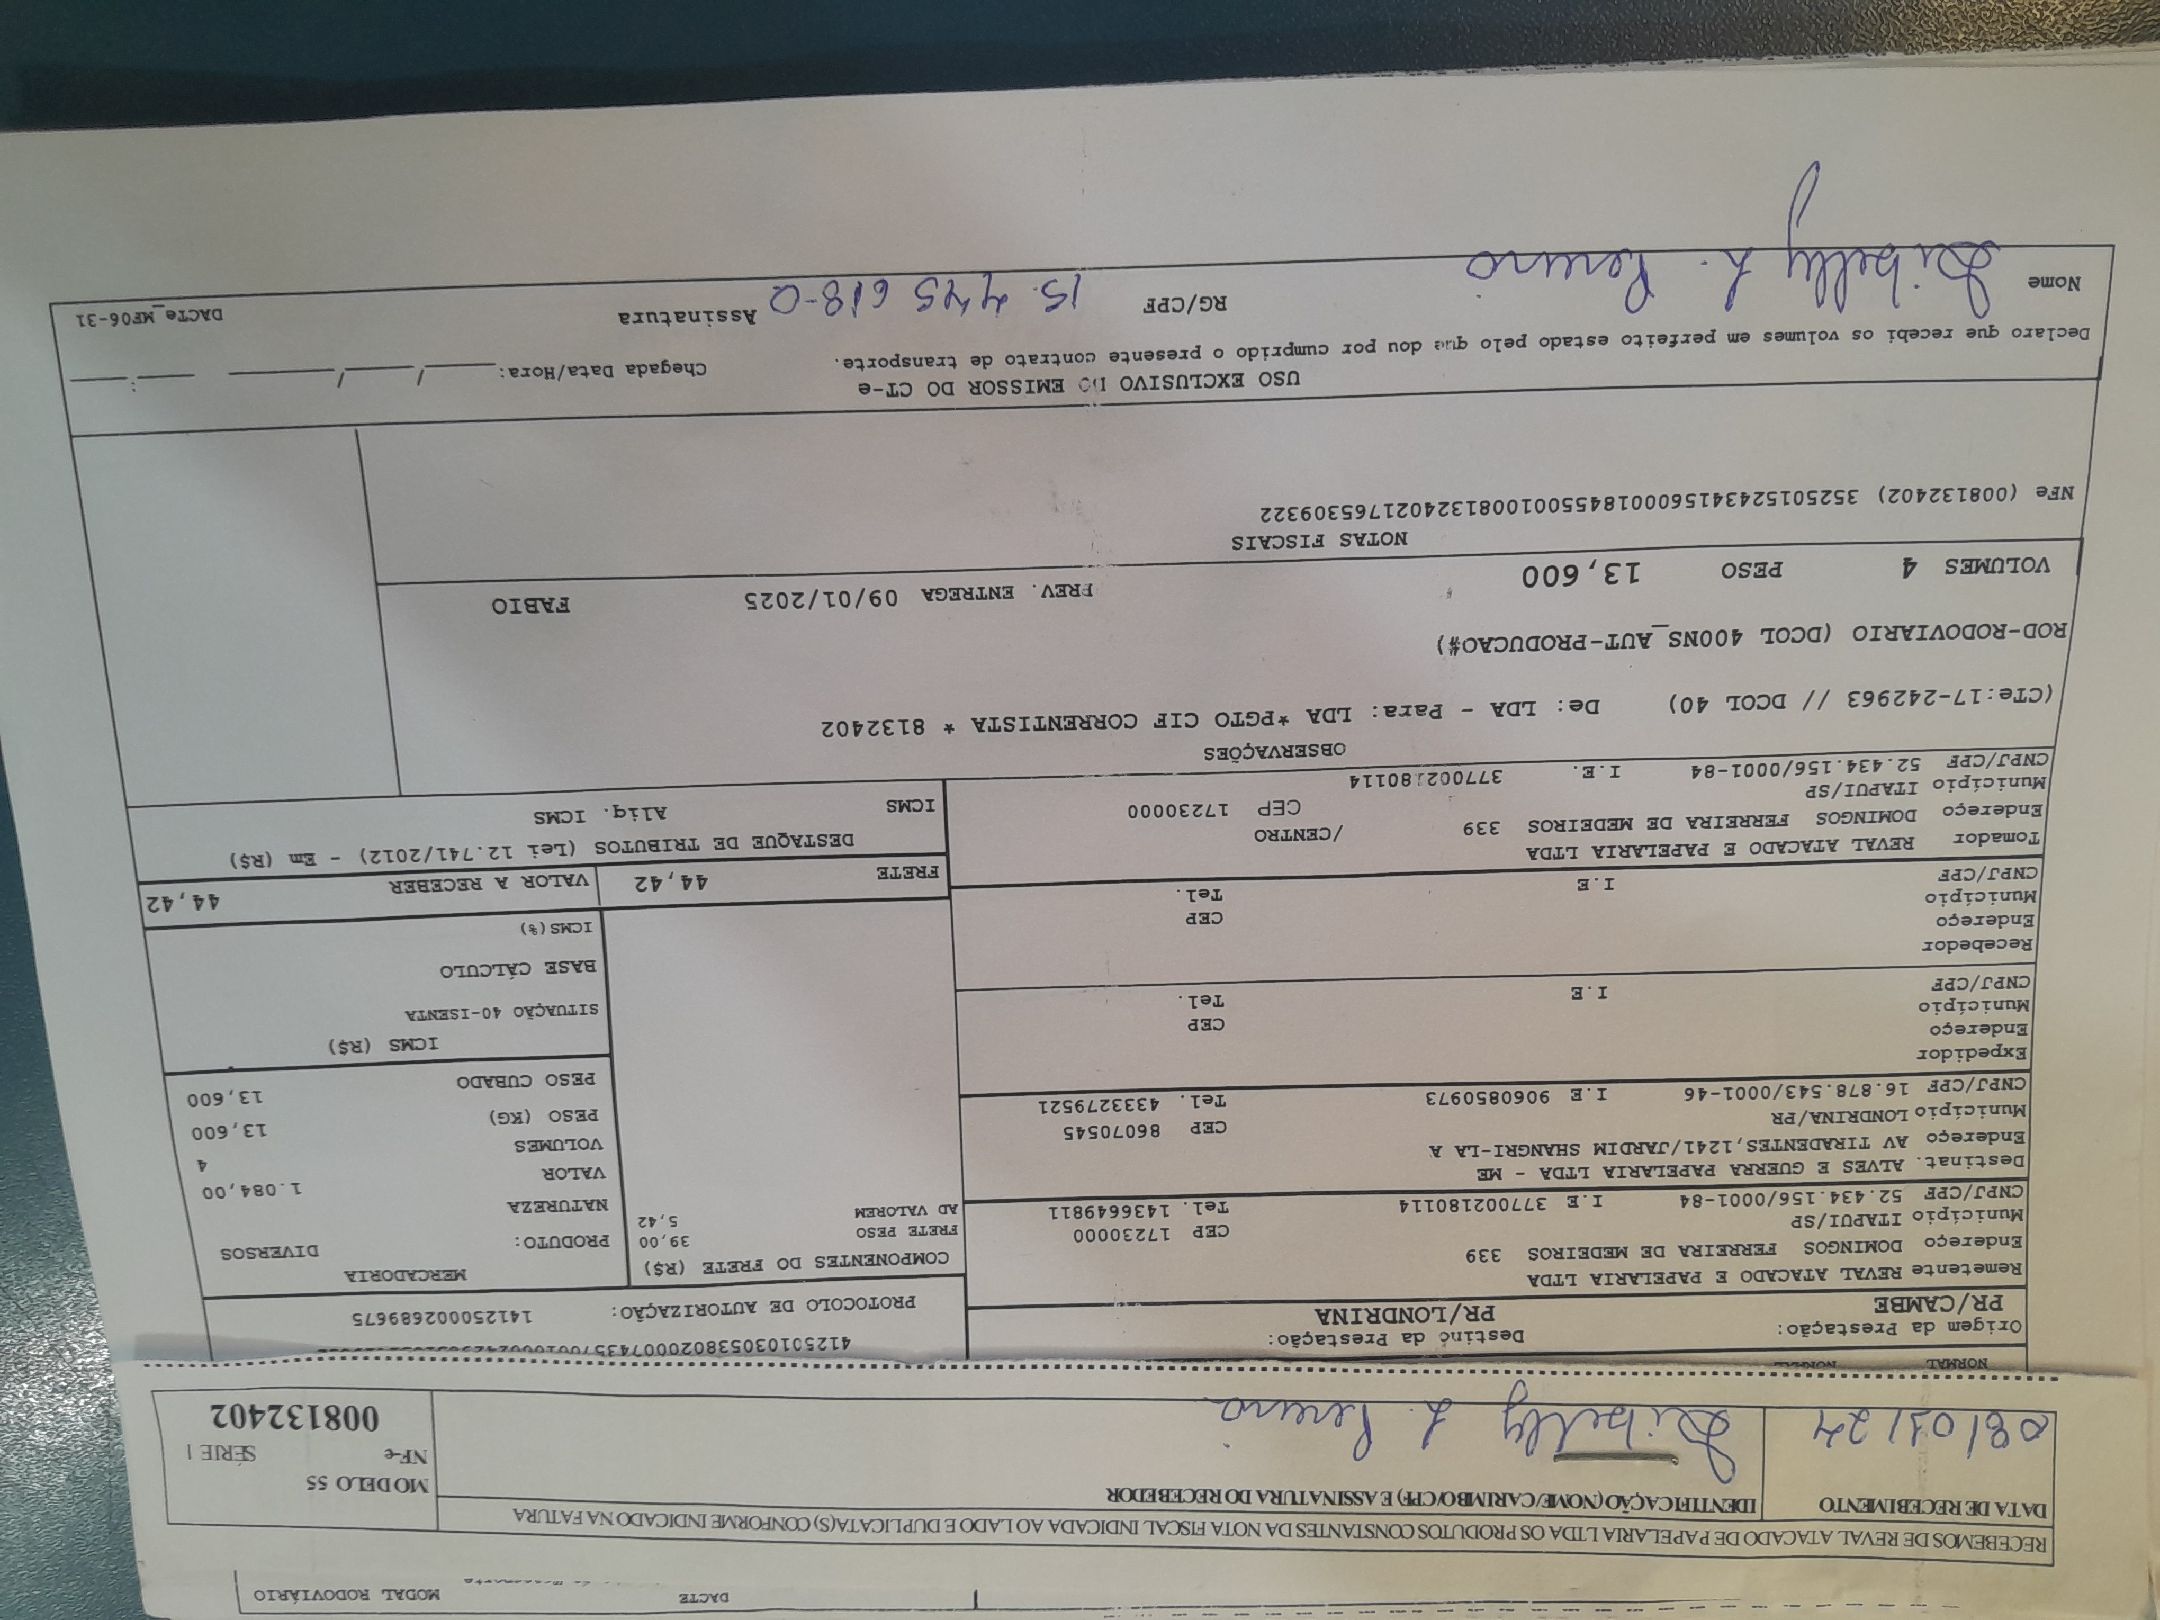 DACTE MODAL RODOVIÁRIO
RECEBEMOS DE REVAL ATACADO DE PAPELARIA LTDA OS PRODUTOS CONSTANTES DA NOTA FISCAL INDICADA AO LADO E DUPLICATA(S) CONFORME INDICADO NA FATURA
DATA DE RECEBIMENTO IDENTIFICAÇÃO (NOME/CARIMBO/CPF) E ASSINATURA DO RECEBEDOR
MODELO 55
NF-e SÉRIE 1
008132402
08/01/24
NORMAL NORMAL
Origem da Prestação: Destino da Prestação:
PR/CAMBE PR/LONDRINA
PROTOCOLO DE AUTORIZAÇÃO: 141250002689675
Remetente REVAL ATACADO E PAPELARIA LTDA
Endereço DOMINGOS FERREIRA DE MEDEIROS 339
Município ITAPUI/SP CEP 17230000
CNPJ/CPF 52.434.156/0001-84 I.E 377002180114 Tel. 1436649811
Destinat. ALVES E GUERRA PAPELARIA LTDA - ME
Endereço AV TIRADENTES,1241/JARDIM SHANGRI-LA A
Município LONDRINA/PR CEP 86070545
CNPJ/CPF 16.878.543/0001-46 I.E 9060850973 Tel. 4333279521
Expedidor
Endereço
Município CEP
CNPJ/CPF I.E Tel.
Recebedor
Endereço
Município CEP
CNPJ/CPF I.E Tel.
Tomador REVAL ATACADO E PAPELARIA LTDA
Endereço DOMINGOS FERREIRA DE MEDEIROS 339 /CENTRO
Município ITAPUI/SP CEP 17230000
CNPJ/CPF 52.434.156/0001-84 I.E. 377002180114
COMPONENTES DO FRETE (R$)
FRETE PESO 39,00
AD VALOREM 5,42
MERCADORIA
PRODUTO: DIVERSOS
NATUREZA
VALOR 1.084,00
VOLUMES 4
PESO (KG) 13,600
PESO CUBADO 13,600
ICMS (R$)
SITUAÇÃO 40-ISENTA
BASE CÁLCULO
ICMS(%)
FRETE 44,42 VALOR A RECEBER 44,42
DESTAQUE DE TRIBUTOS (Lei 12.741/2012) - Em (R$)
ICMS Aliq. ICMS
OBSERVAÇÕES
(CTe:17-242963 // DCOL 40) De: LDA - Para: LDA *PGTO CIF CORRENTISTA * 8132402
ROD-RODOVIARIO (DCOL 400NS_AUT-PRODUCAO#)
VOLUMES 4 PESO 13,600 PREV. ENTREGA 09/01/2025 FABIO
NOTAS FISCAIS
NFe (008132402) 35250152434156000184550010081324021765309322
USO EXCLUSIVO DO EMISSOR DO CT-e
Declaro que recebi os volumes em perfeito estado pelo que dou por cumprido o presente contrato de transporte. Chegada Data/Hora: ____/____/____ ____:____
Nome RG/CPF Assinatura DACTe_MF06-31